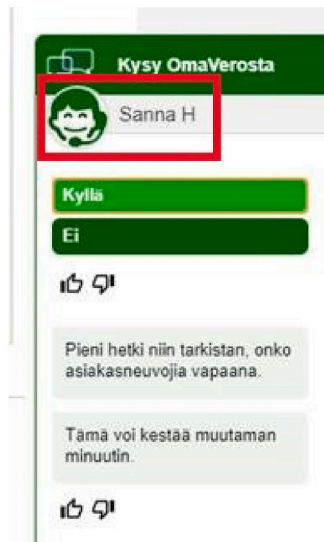 Kysy OmaVerosta
Sanna H
Kyllä
Ei
Pieni hetki niin tarkistan, onko
asiakasneuvojia vapaana.
Tämä voi kestää muutaman
minuutin.